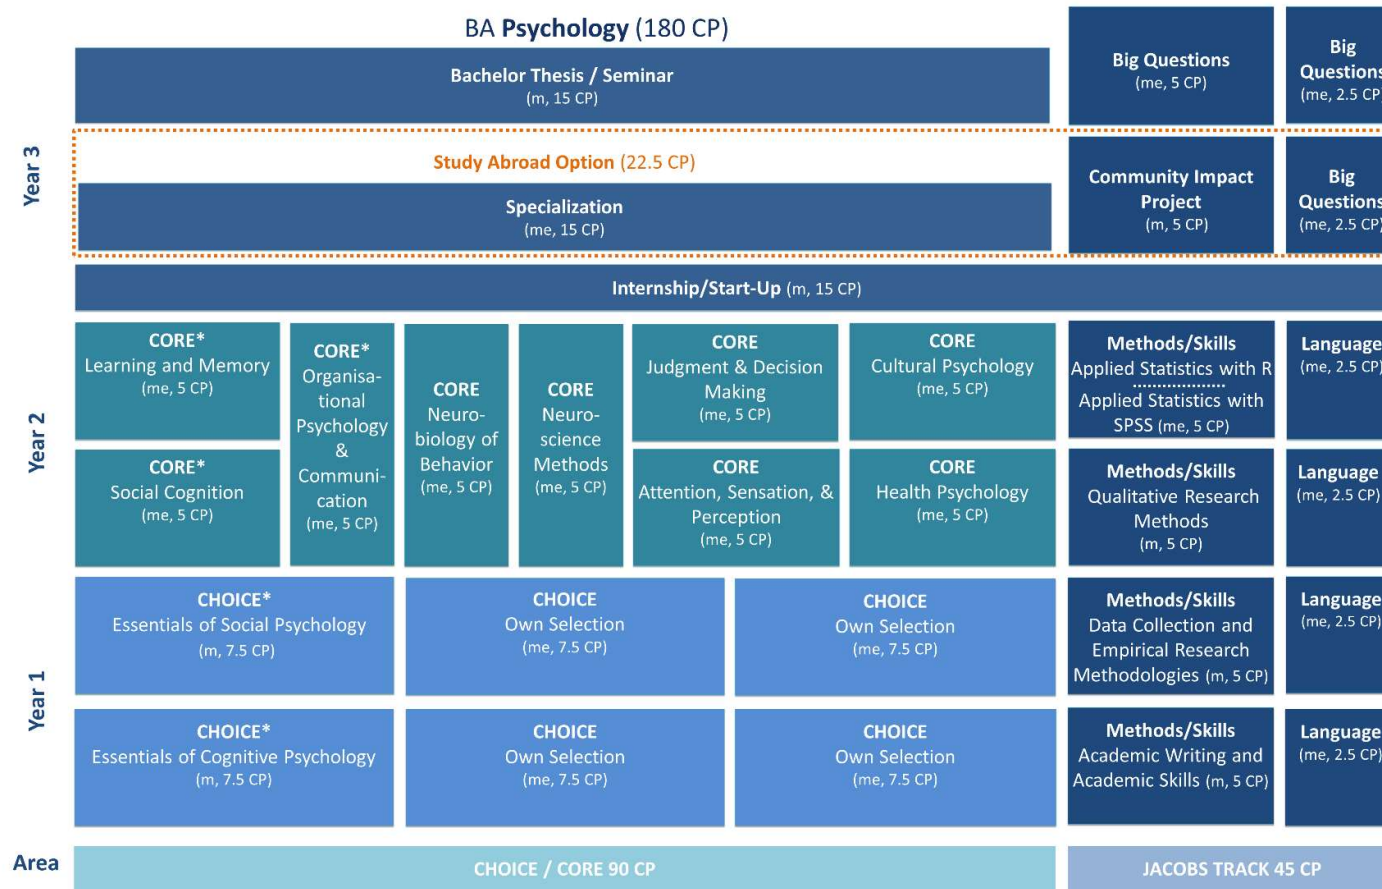 BA Psychology (180 CP)
Year 3
Bachelor Thesis / Seminar
(m, 15 CP)
Big Questions
(me, 5 CP)
Big
Questions
(me, 2.5 CP)
Study Abroad Option (22.5 CP)
Specialization
(me, 15 CP)
Community Impact
Project
(m, 5 CP)
Big
Questions
(me, 2.5 CP)
Internship/Start-Up (m, 15 CP)
Year 2
CORE*
Learning and Memory
(me, 5 CP)
CORE*
Social Cognition
(me, 5 CP)
CORE*
Organisa-
tional
Psychology
&
Communi-
cation
(me, 5 CP)
CORE
Neuro-
biology of
Behavior
(me, 5 CP)
CORE
Neuro-
science
Methods
(me, 5 CP)
CORE
Judgment & Decision
Making
(me, 5 CP)
CORE
Attention, Sensation, &
Perception
(me, 5 CP)
CORE
Cultural Psychology
(me, 5 CP)
CORE
Health Psychology
(me, 5 CP)
Methods/Skills
Applied Statistics with R
Applied Statistics with
SPSS (me, 5 CP)
Language
(me, 2.5 CP)
Methods/Skills
Qualitative Research
Methods
(m, 5 CP)
Language
(me, 2.5 CP)
Year 1
CHOICE*
Essentials of Social Psychology
(m, 7.5 CP)
CHOICE
Own Selection
(me, 7.5 CP)
CHOICE
Own Selection
(me, 7.5 CP)
Methods/Skills
Data Collection and
Empirical Research
Methodologies (m, 5 CP)
Language
(me, 2.5 CP)
CHOICE*
Essentials of Cognitive Psychology
(m, 7.5 CP)
CHOICE
Own Selection
(me, 7.5 CP)
CHOICE
Own Selection
(me, 7.5 CP)
Methods/Skills
Academic Writing and
Academic Skills (m, 5 CP)
Language
(me, 2.5 CP)
Area
CHOICE / CORE 90 CP
JACOBS TRACK 45 CP